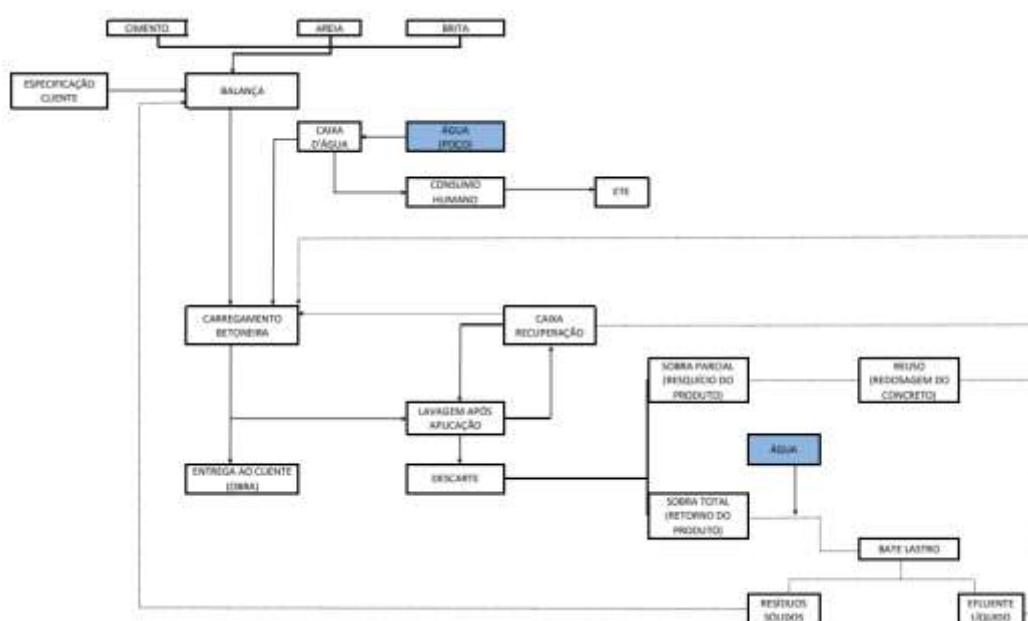 CIMENTO
AREIA
BRITA
ESPECIFICAÇÃO
CLIENTE
BALANÇA
CAIXA
D'ÁGUA
ÁGUA
(POÇO)
CONSUMO
HUMANO
ETE
CARREGAMENTO
BETONEIRA
CAIXA
RECUPERAÇÃO
SOBRA PARCIAL
(RESQUÍCIO DO
PRODUTO)
REUSO
(REDOSAGEM DO
CONCRETO)
LAVAGEM APÓS
APLICAÇÃO
ÁGUA
ENTREGA AO CLIENTE
(OBRA)
DESCARTE
SOBRA TOTAL
(RETORNO DO
PRODUTO)
BATE LASTRO
RESÍDUOS
SÓLIDOS
EFLUENTE
LÍQUIDO